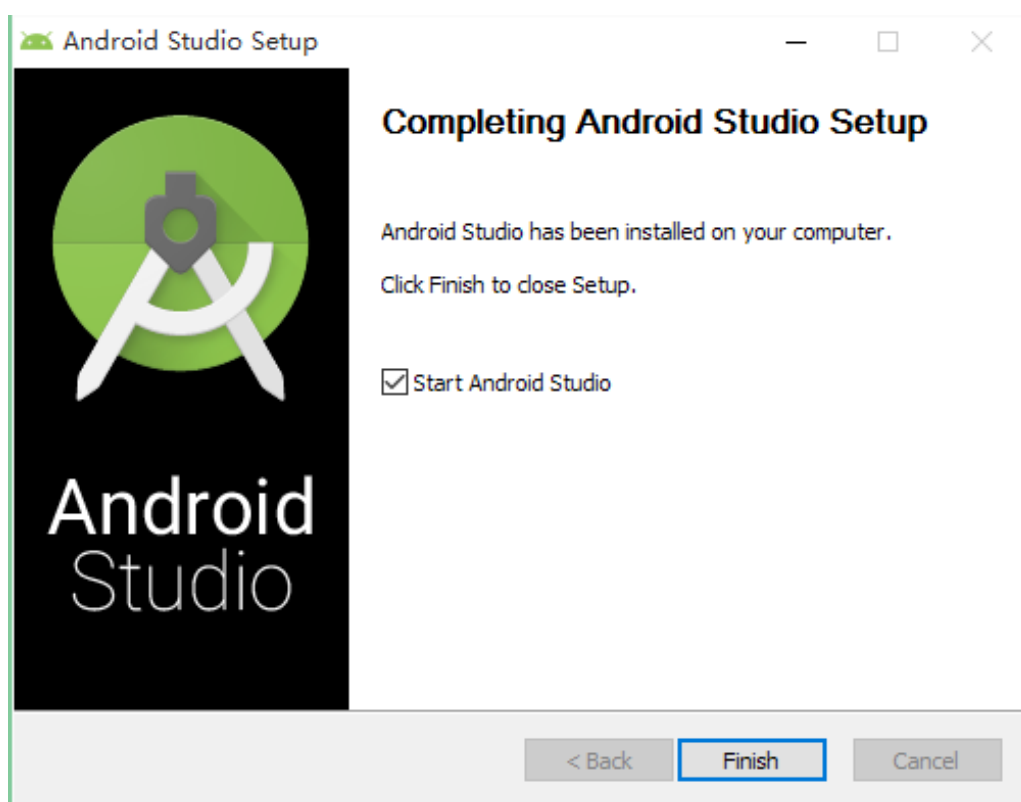 Android Studio Setup
Completing Android Studio Setup
Android Studio has been installed on your computer.
Click Finish to close Setup.
Start Android Studio
Android
Studio
< Back
Finish
Cancel